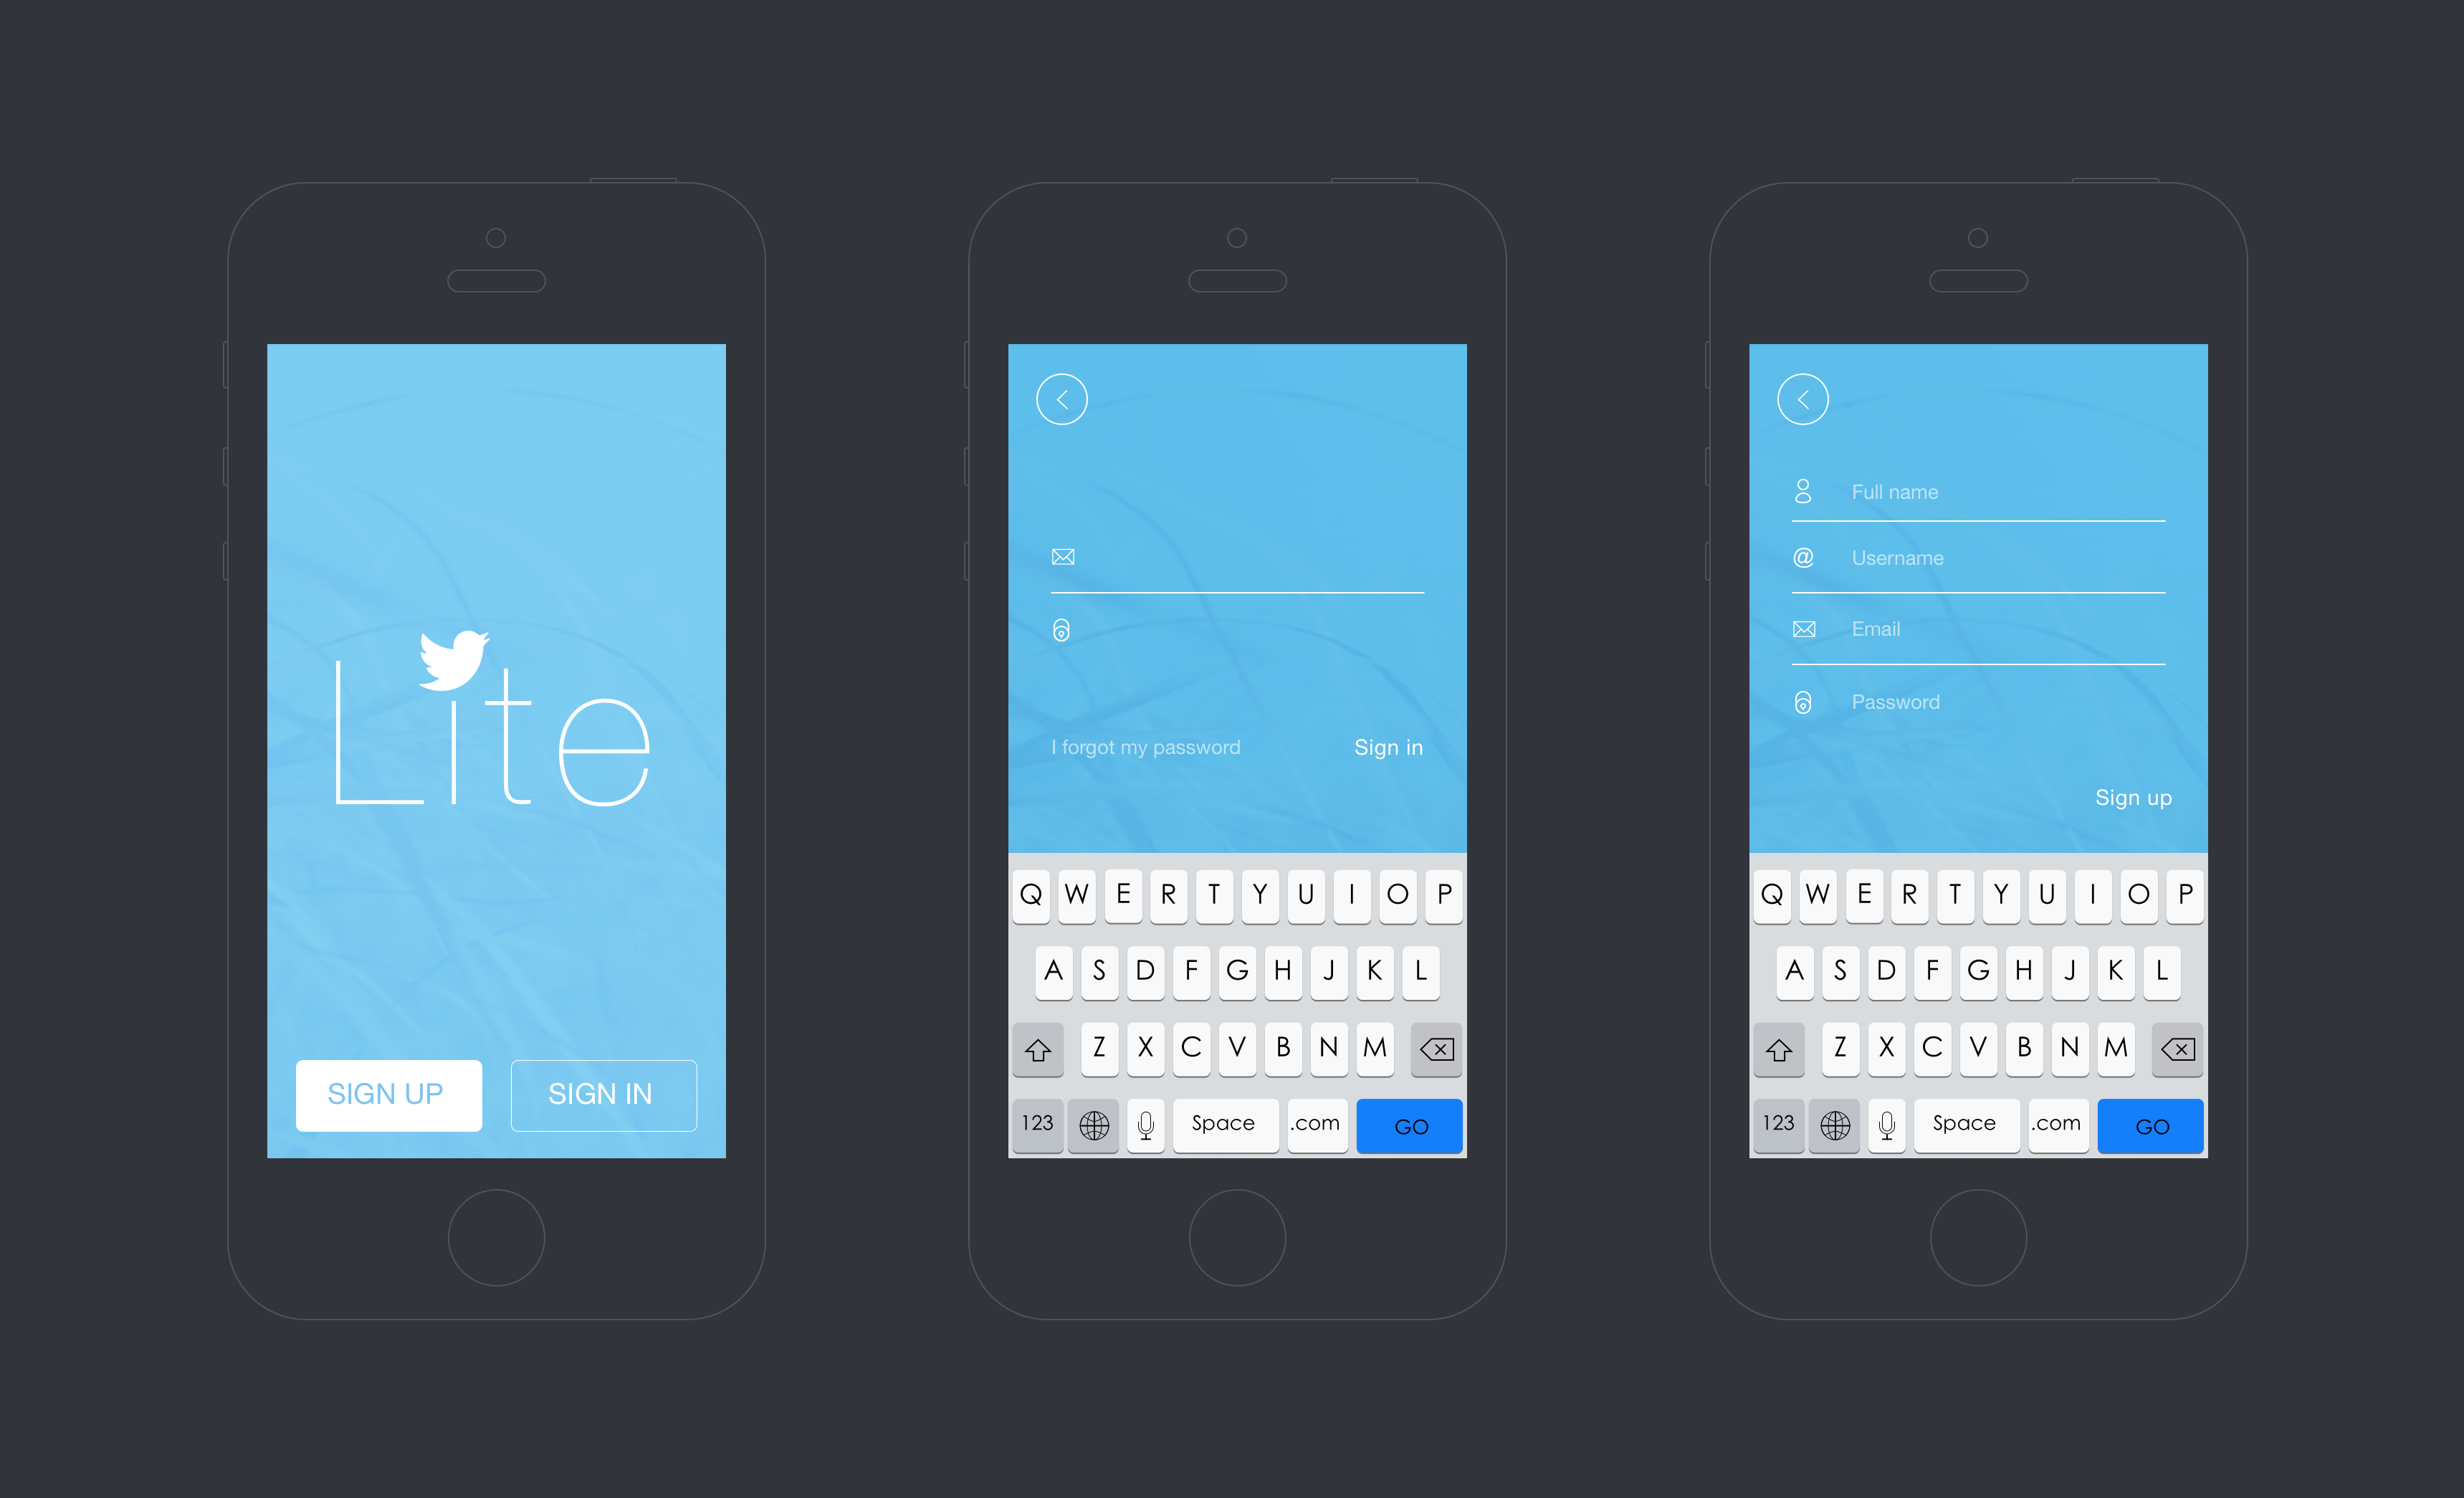 Lite
SIGN UP SIGN IN
I forgot my password Sign in
Q W E R T Y U I O P
A S D F G H J K L
Z X C V B N M
123 Space .com GO
Full name
@ Username
Email
Password
Sign up
Q W E R T Y U I O P
A S D F G H J K L
Z X C V B N M
123 Space .com GO